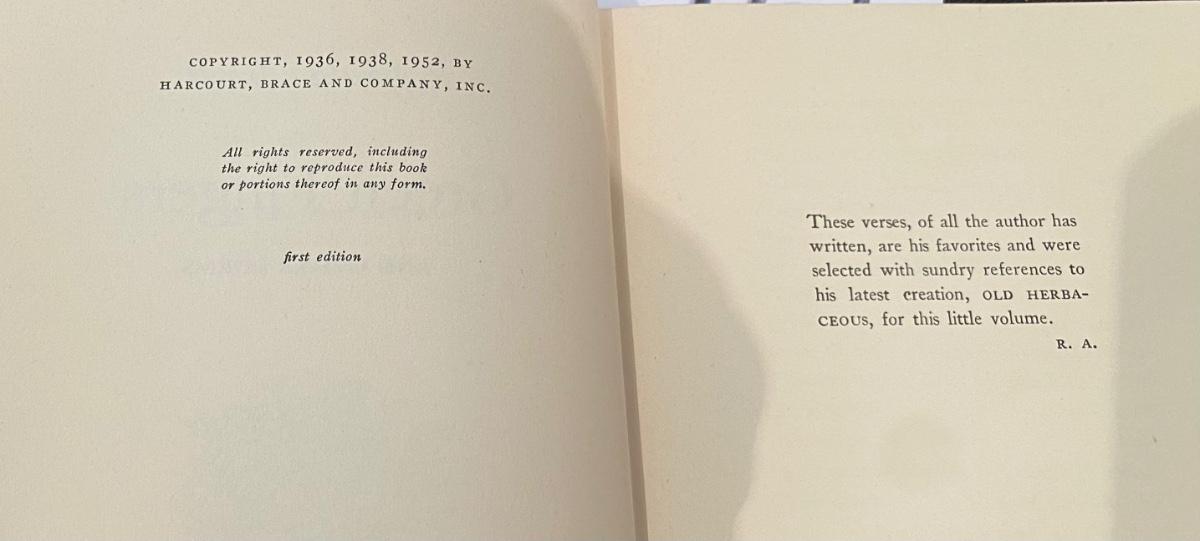 COPYRIGHT, 1936, 1938, 1952, BY
HARCOURT, BRACE AND COMPANY, INC.
All rights reserved, including
the right to reproduce this book
or portions thereof in any form.
first edition
These verses, of all the author has
written, are his favorites and were
selected with sundry references to
his latest creation, OLD HERBA-
CEOUS, for this little volume.
R. A.